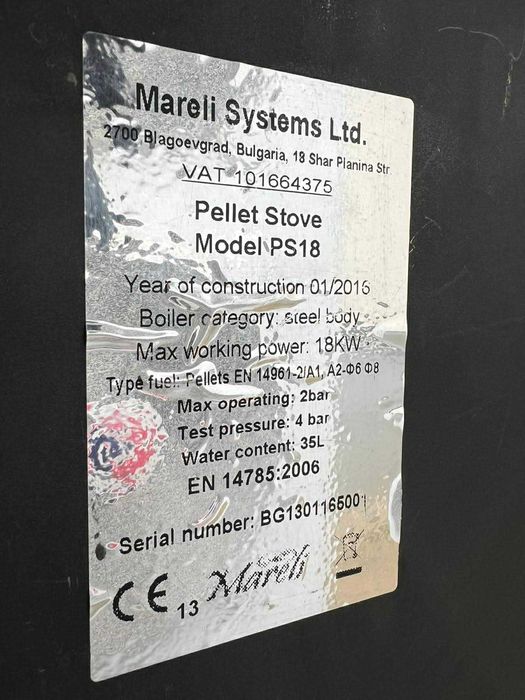 Mareli Systems Ltd.
2700 Blagoevgrad, Bulgaria, 18 Shar Planina Str
VAT 101664375
Pellet Stove
Model PS18
Year of construction 01/2016
Boiler category: steel body
Max working power: 18KW
Type fuel: Pellets EN 14961-2/A1, A2-Φ6 Φ8
Max operating: 2bar
Test pressure: 4 bar
Water content: 35L
EN 14785:2006
Serial number: BG1301165001
CE 13 Mareli